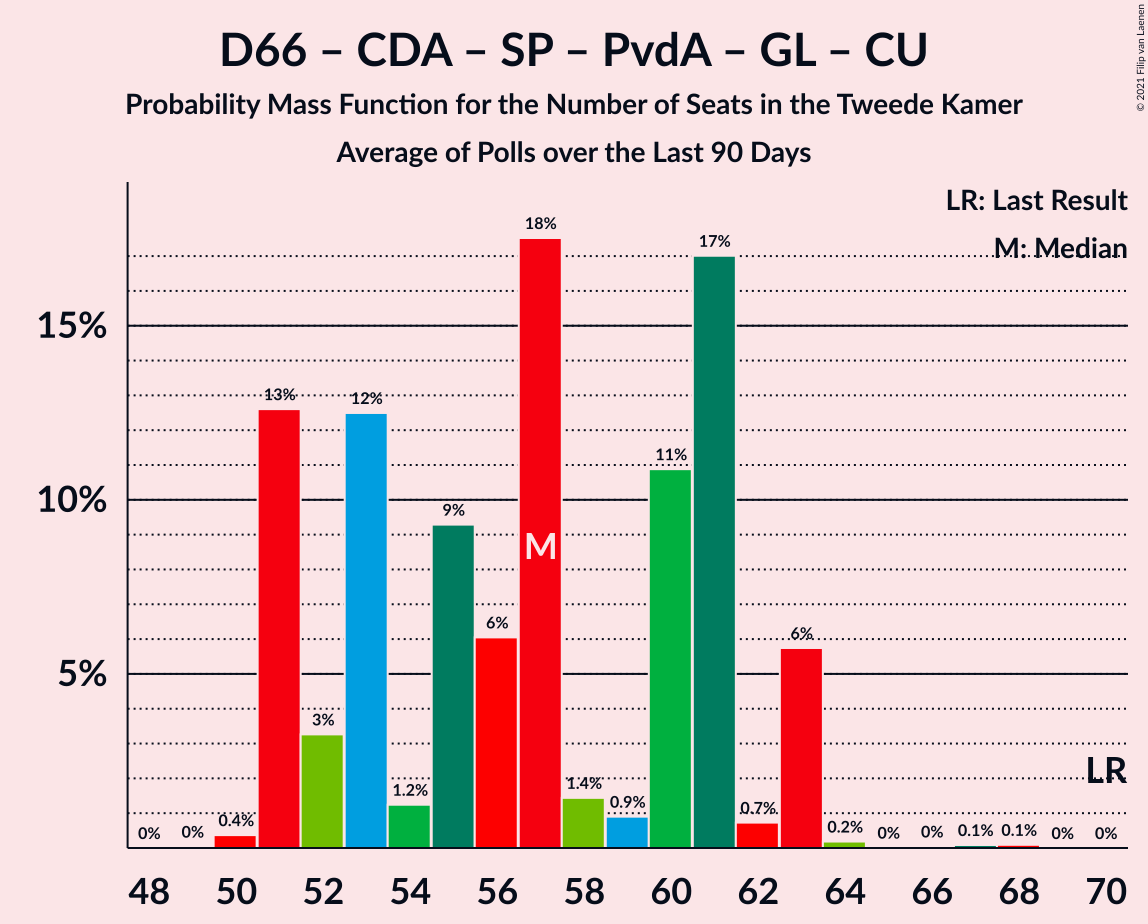 D66 – CDA – SP – PvdA – GL – CU
Probability Mass Function for the Number of Seats in the Tweede Kamer
Average of Polls over the Last 90 Days
© 2021 Filip van Laenen
LR: Last Result
M: Median
15%
10%
5%
0%
0%
0.4%
13%
3%
12%
1.2%
9%
6%
18%
1.4%
0.9%
11%
17%
0.7%
6%
0.2%
0%
0%
0.1%
0.1%
0%
0%
M
LR
48 50 52 54 56 58 60 62 64 66 68 70